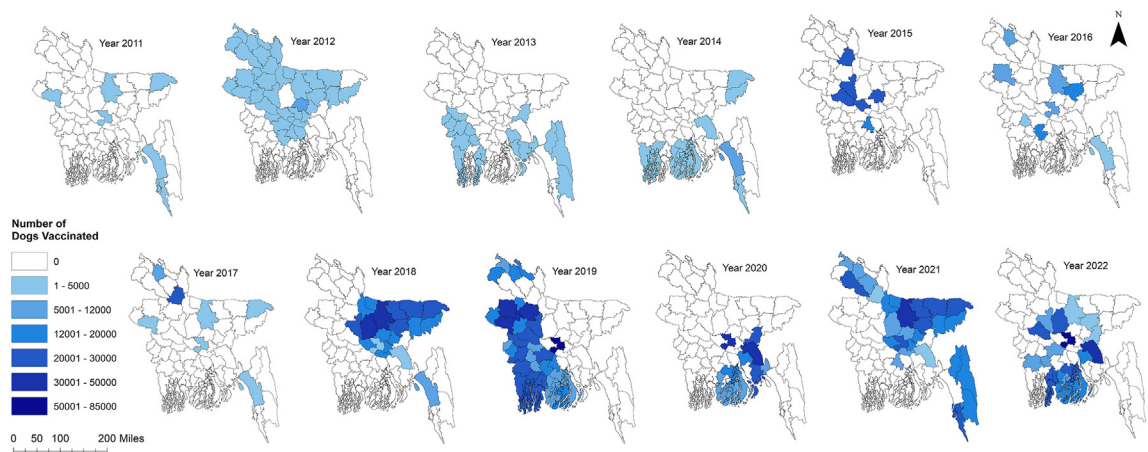 Year 2011
Year 2012
Year 2013
Year 2014
Year 2015
Year 2016
N
Number of
Dogs Vaccinated
0
1 - 5000
5001 - 12000
12001 - 20000
20001 - 30000
30001 - 50000
50001 - 85000
0 50 100 200 Miles
Year 2017
Year 2018
Year 2019
Year 2020
Year 2021
Year 2022